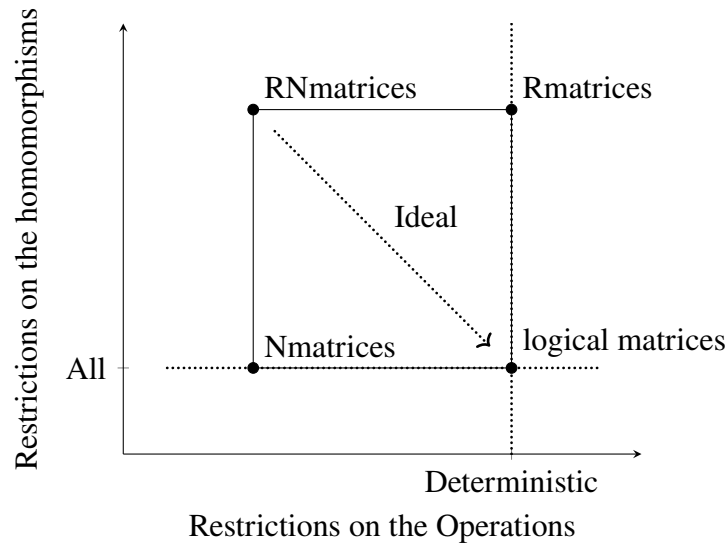 Restrictions on the homomorphisms
RNmatrices
Rmatrices
Ideal
Nmatrices
logical matrices
All
Deterministic
Restrictions on the Operations